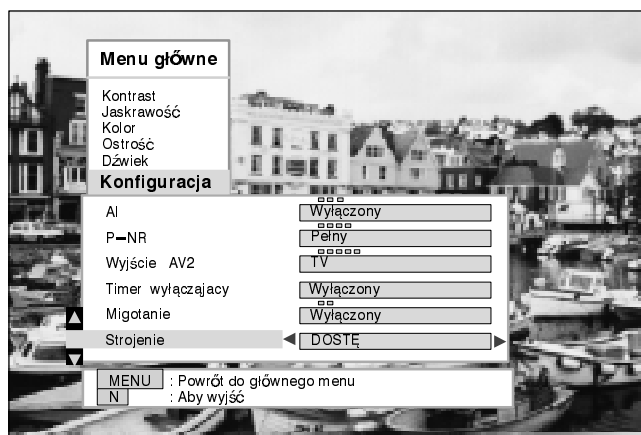 Menu główne
Kontrast
Jaskrawość
Kolor
Ostrość
Dźwiek
Konfiguracja
AI Wyłączony
P-NR Pełny
Wyjście AV2 TV
Timer wyłączajacy Wyłączony
Migotanie Wyłączony
Strojenie DOSTĘ
MENU : Powrót do głównego menu
N : Aby wyjść